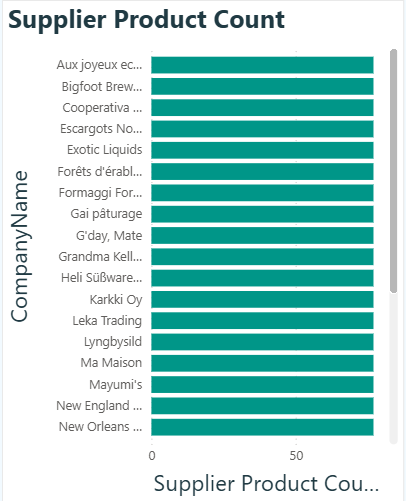 Supplier Product Count
CompanyName
Aux joyeux ec...
Bigfoot Brew...
Cooperativa ...
Escargots No...
Exotic Liquids
Forêts d'érabl...
Formaggi For...
Gai pâturage
G'day, Mate
Grandma Kell...
Heli Süßware...
Karkki Oy
Leka Trading
Lyngbysild
Ma Maison
Mayumi's
New England ...
New Orleans ...
0 50
Supplier Product Cou...